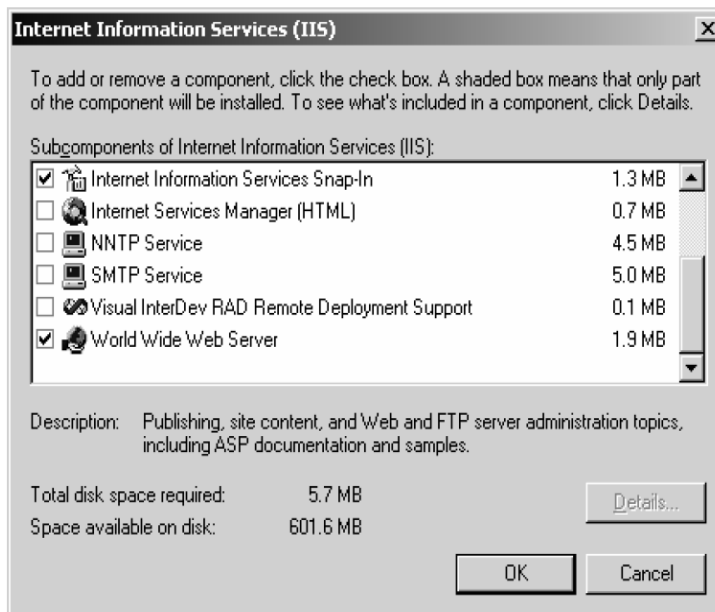 Internet Information Services (IIS)
To add or remove a component, click the check box. A shaded box means that only part
of the component will be installed. To see what's included in a component, click Details.
Subcomponents of Internet Information Services (IIS):
Internet Information Services Snap-In 1.3 MB
Internet Services Manager (HTML) 0.7 MB
NNTP Service 4.5 MB
SMTP Service 5.0 MB
Visual InterDev RAD Remote Deployment Support 0.1 MB
World Wide Web Server 1.9 MB
Description: Publishing, site content, and Web and FTP server administration topics,
including ASP documentation and samples.
Total disk space required: 5.7 MB
Details...
Space available on disk: 601.6 MB
OK Cancel